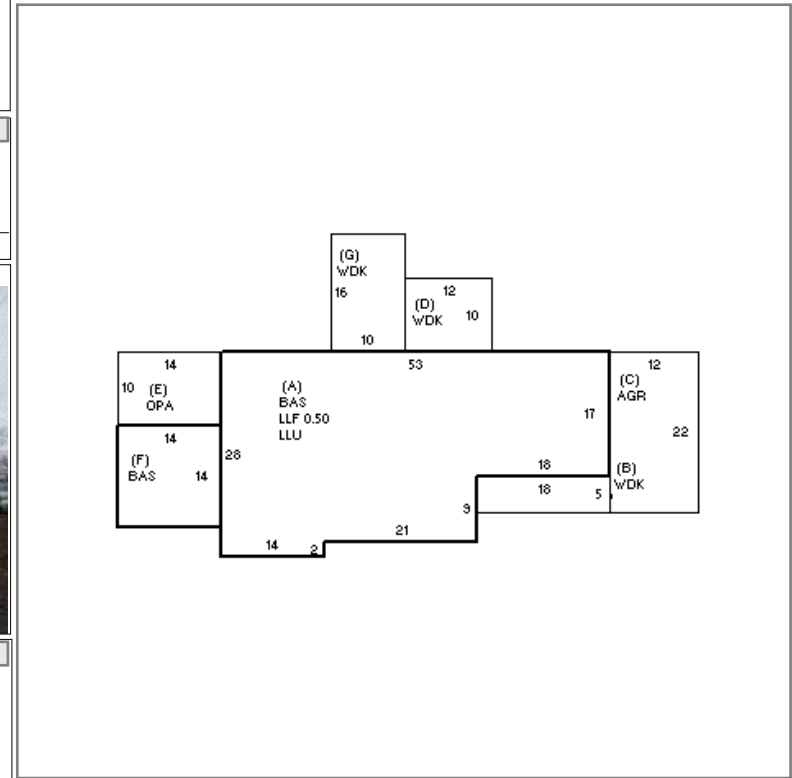 (G)
WDK
16
10
12
(D)
WDK
10
14
10
(E)
OPA
53
(A)
BAS
LLF 0.50
LLU
17
12
(C)
AGR
22
14
(F)
BAS
14
28
18
18
5
(B)
WDK
9
21
14
2